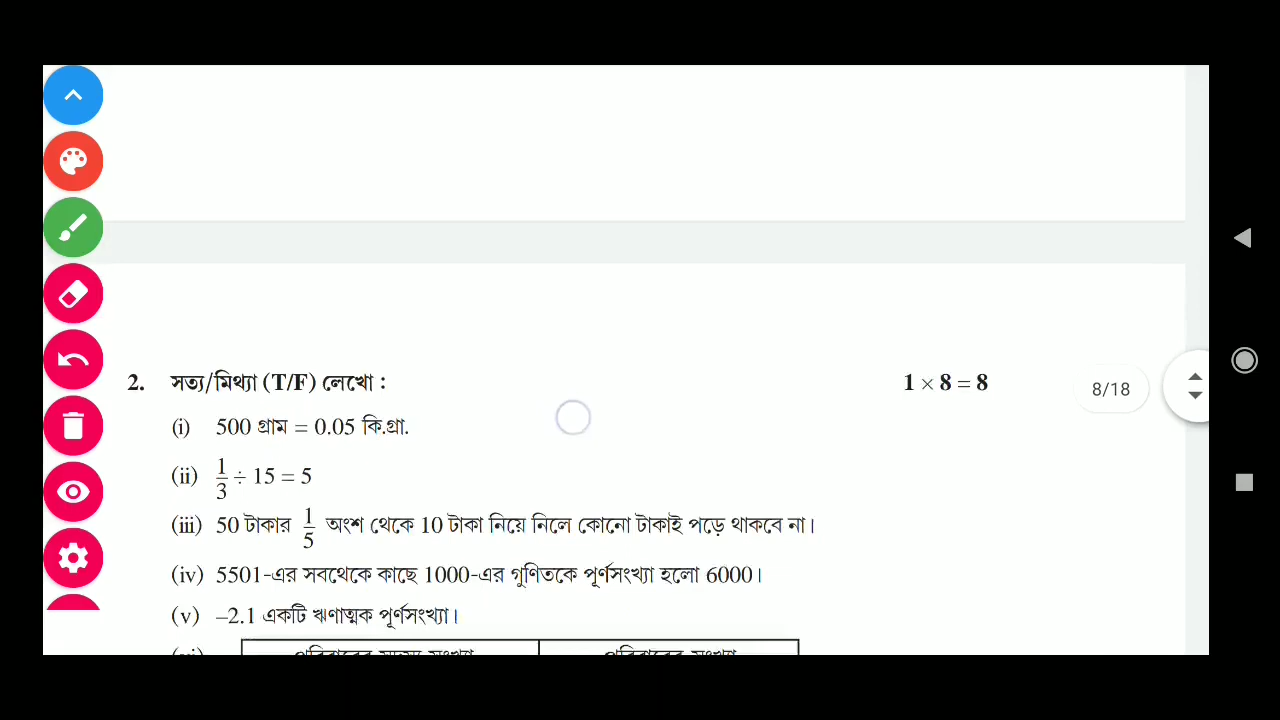 2. সত্য/মিথ্যা (T/F) লেখো : 1 × 8 = 8
8/18
(i) 500 গ্রাম = 0.05 কি.গ্রা.
(ii) 1/3 ÷ 15 = 5
(iii) 50 টাকার 1/5 অংশ থেকে 10 টাকা নিয়ে নিলে কোনো টাকাই পড়ে থাকবে না।
(iv) 5501-এর সবথেকে কাছে 1000-এর গুণিতকে পূর্ণসংখ্যা হলো 6000।
(v) –2.1 একটি ঋণাত্মক পূর্ণসংখ্যা।